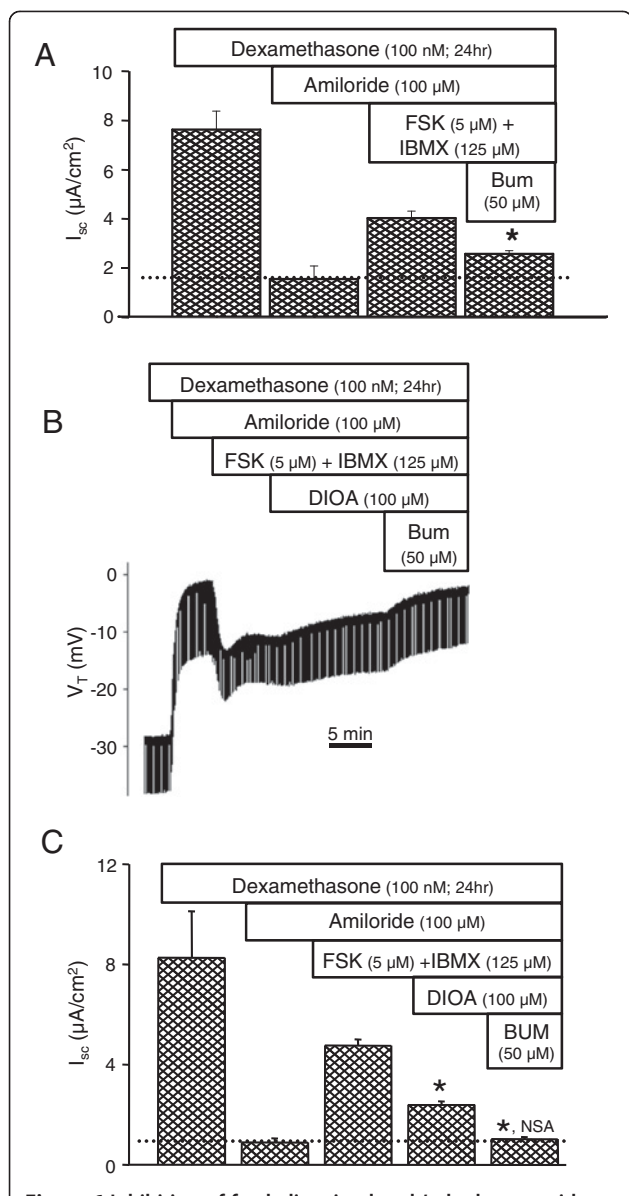 A
Dexamethasone (100 nM; 24hr)
Amiloride (100 µM)
FSK (5 µM) +
IBMX (125 µM)
Bum
(50 µM)
*
10
8
6
4
2
0
Isc (µA/cm²)
B
Dexamethasone (100 nM; 24hr)
Amiloride (100 µM)
FSK (5 µM) + IBMX (125 µM)
DIOA (100 µM)
Bum
(50 µM)
0
-10
-20
-30
VT (mV)
5 min
C
Dexamethasone (100 nM; 24hr)
Amiloride (100 µM)
FSK (5 µM) +IBMX (125 µM)
DIOA (100 µM)
BUM
(50 µM)
*
*, NSA
12
8
4
0
Isc (µA/cm²)